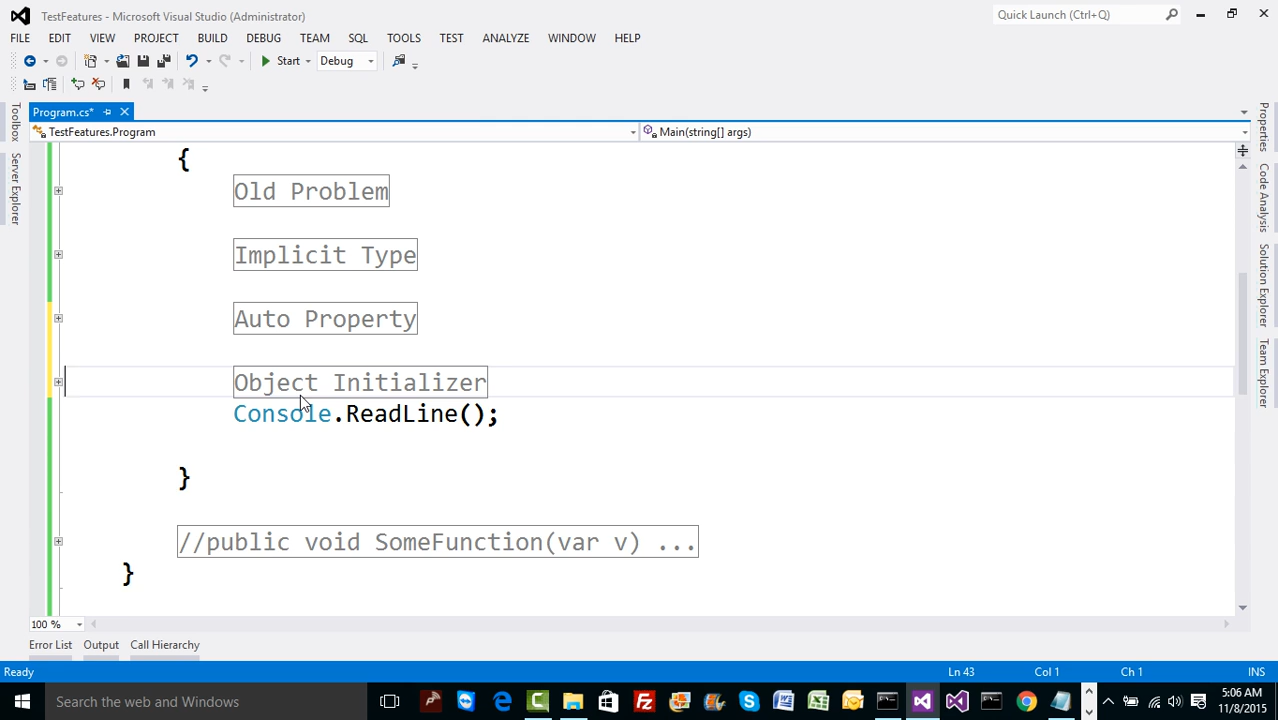 TestFeatures - Microsoft Visual Studio (Administrator)
Quick Launch (Ctrl+Q)
FILE EDIT VIEW PROJECT BUILD DEBUG TEAM SQL TOOLS TEST ANALYZE WINDOW HELP
Start Debug
Program.cs*
TestFeatures.Program
Main(string[] args)
Toolbox
Server Explorer
{
Old Problem
Implicit Type
Auto Property
Object Initializer
Console.ReadLine();
}
//public void SomeFunction(var v) ...
}
Properties
Code Analysis
Solution Explorer
Team Explorer
100 %
Error List Output Call Hierarchy
Ready
Ln 43 Col 1 Ch 1 INS
Search the web and Windows
5:06 AM
11/8/2015